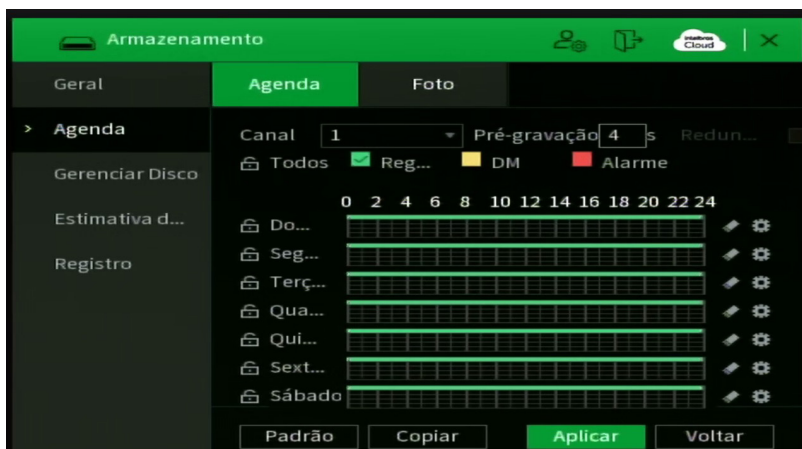 Armazenamento
intelbras Cloud
Geral
Agenda
Foto
Agenda
Canal 1 Pré-gravação 4 s Redun...
Gerenciar Disco
Todos Reg... DM Alarme
0 2 4 6 8 10 12 14 16 18 20 22 24
Estimativa d...
Do...
Seg...
Registro
Terç...
Qua...
Qui...
Sext...
Sábado
Padrão Copiar Aplicar Voltar